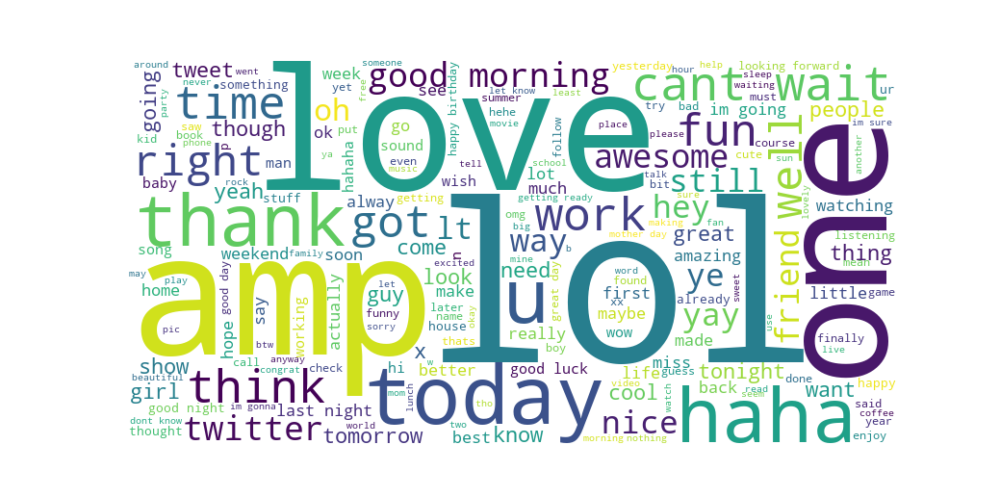 around
never
tweet
went
something
going
party
time
week
yet
free
someone
good morning
see
let know
summer
hehe
movie
happy birthday
least
yesterday
hour
help
looking forward
sleep
waiting
cant wait
must
ur
try
bad
im going
people
im sure
kid
saw
book
phone
p
though
oh
ok
put
go
sound
even
music
follow
place
please
fun
course
another
right
man
ya
hahaha
love
tell
school
awesome
cute
sun
well
lovely
one
baby
rock
yeah
stuff
wish
lot
much
getting ready
talk
bit
still
sure
watching
thank
alway
getting
got
lt
omg
big
work
hey
making
fan
mother day
great
friend
listening
mean
song
weekend
family
soon
come
n
way
b
amazing
thing
may
play
home
amp
good day
hope
say
excited
let
mine
look
make
need
great day
lol
word
found
first
xx
ye
already
sweet
little
game
pic
btw
working
actually
guy
funny
sorry
later
name
house
thats
okay
u
really
boy
maybe
wow
yay
made
use
finally
live
show
call
anyway
congrat
check
x
hi
w
better
good luck
miss
life
guess
tonight
back
read
seem
done
want
happy
beautiful
girl
think
mom
lunch
today
tho
video
cool
watch
good night
im gonna
last night
dont know
thought
twitter
world
tomorrow
two
best
know
nice
morning
nothing
haha
said
coffee
year
enjoy